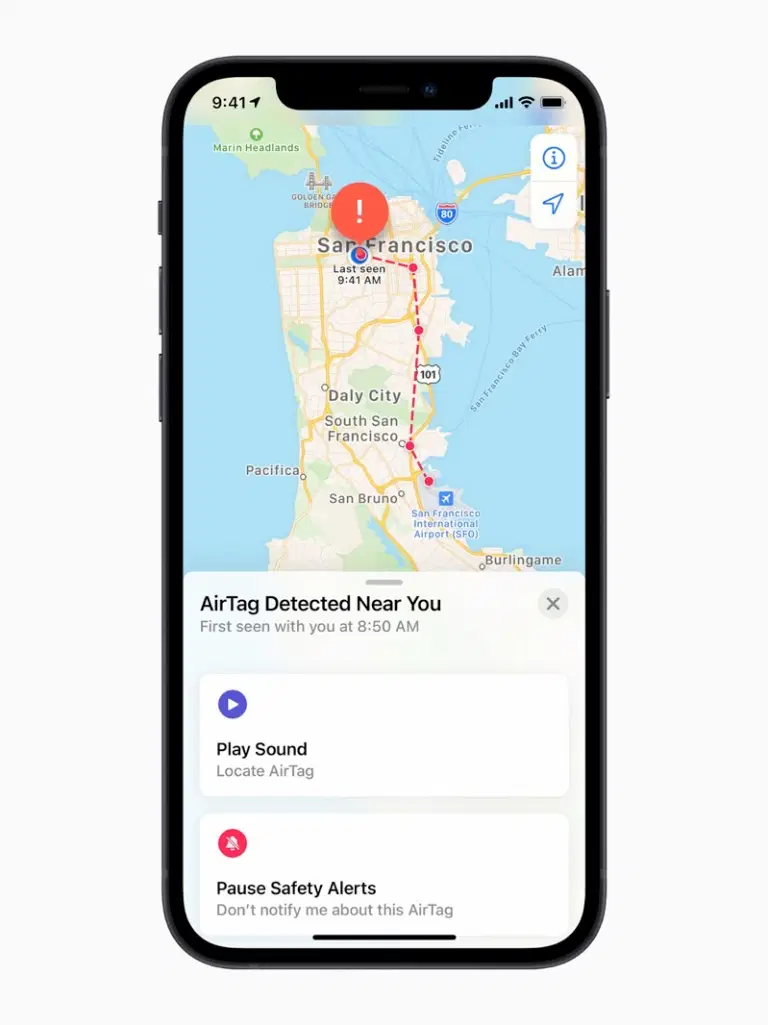 9:41
Marin Headlands
Tideline Fer
GOLDEN GA
BRIDG
80
San Francisco
Last seen
9:41 AM
Alam
San Francisco Bay Ferry
101
Daly City
South San
Francisco
Pacifica
San Bruno
San Francisco
International
Airport (SFO)
Burlingame
AirTag Detected Near You
First seen with you at 8:50 AM
Play Sound
Locate AirTag
Pause Safety Alerts
Don't notify me about this AirTag